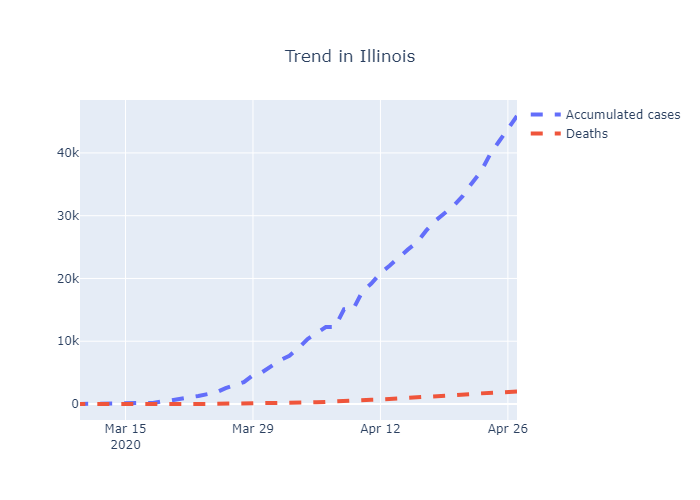 Trend in Illinois
Accumulated cases
Deaths
40k
30k
20k
10k
0
Mar 15
2020
Mar 29
Apr 12
Apr 26